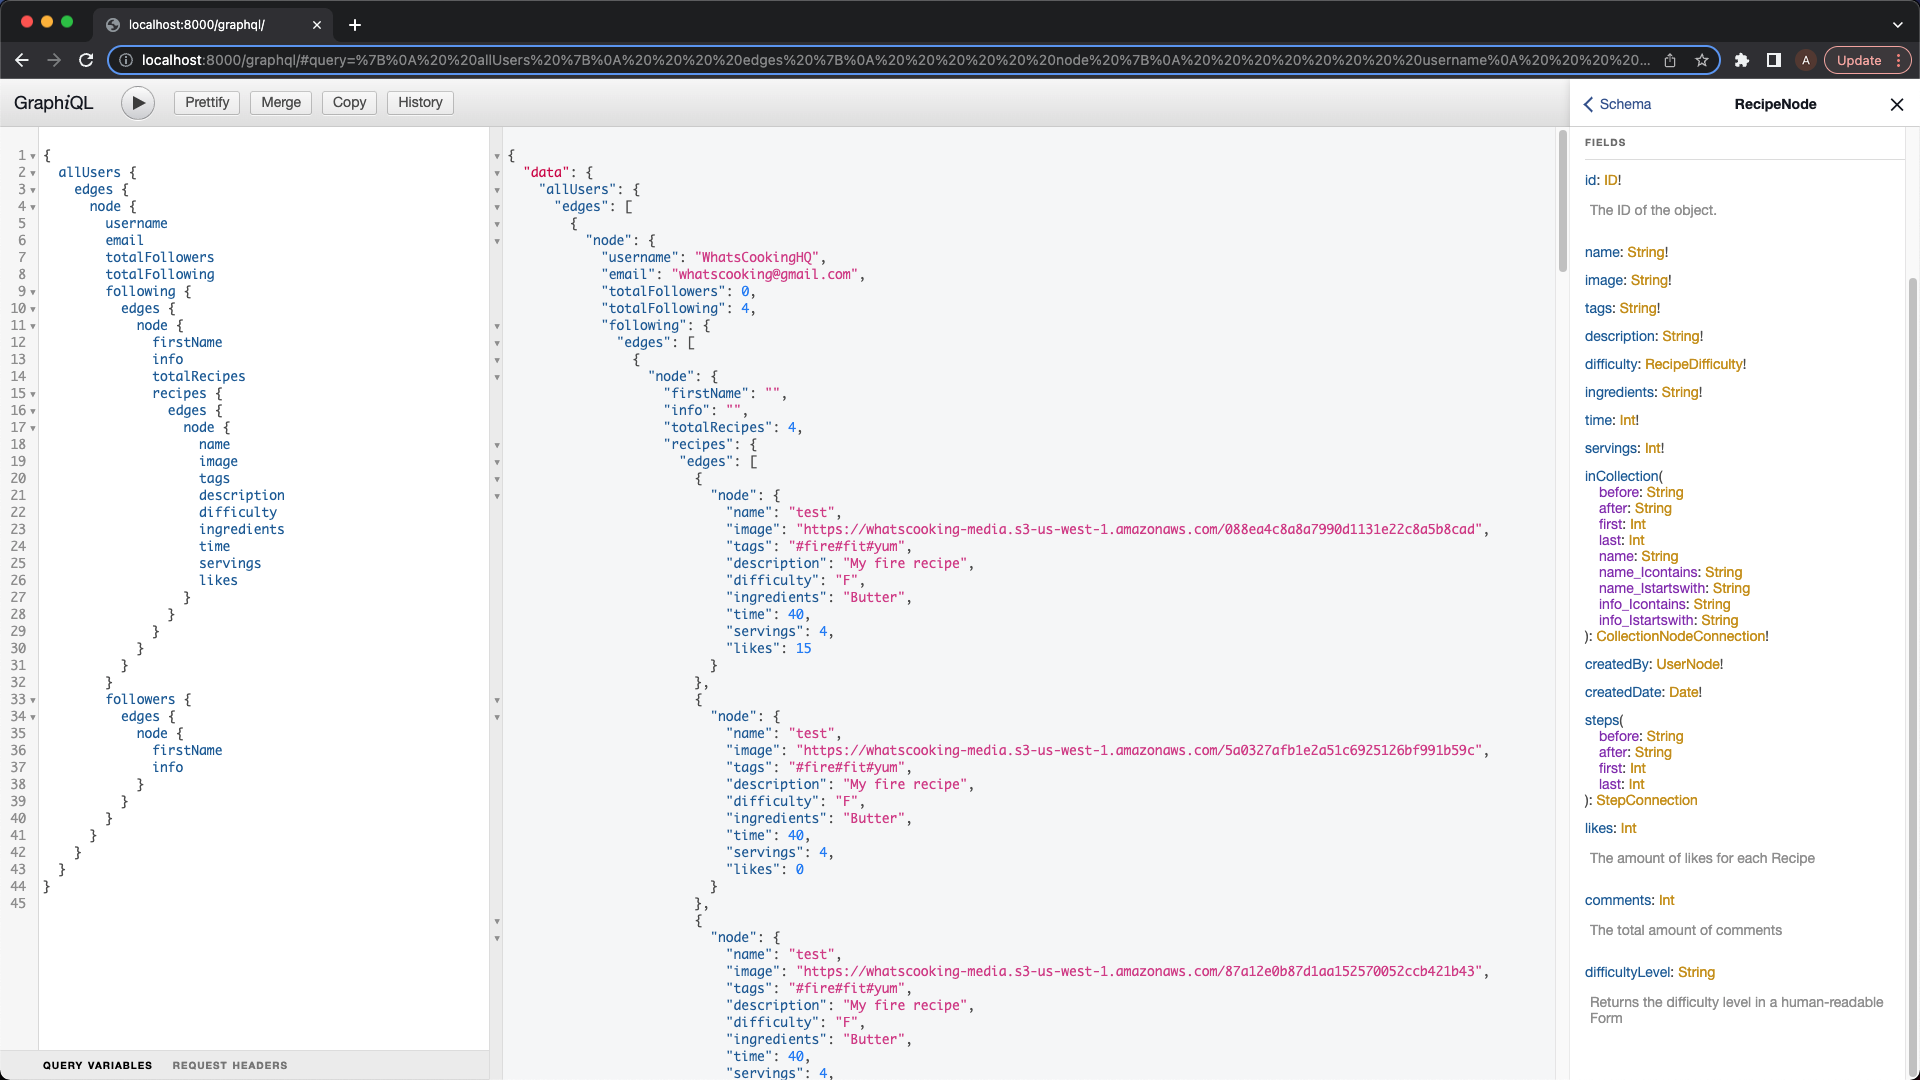 localhost:8000/graphql/
localhost:8000/graphql/#query=%7B%0A%20%20allUsers%20%7B%0A%20%20%20%20edges%20%7B%0A%20%20%20%20%20%20node%20%7B%0A%20%20%20%20%20%20%20%20username%0A%20%20%20%20...
A
Update
GraphiQL
Prettify
Merge
Copy
History
1 {
2 allUsers {
3 edges {
4 node {
5 username
6 email
7 totalFollowers
8 totalFollowing
9 following {
10 edges {
11 node {
12 firstName
13 info
14 totalRecipes
15 recipes {
16 edges {
17 node {
18 name
19 image
20 tags
21 description
22 difficulty
23 ingredients
24 time
25 servings
26 likes
27 }
28 }
29 }
30 }
31 }
32 }
33 followers {
34 edges {
35 node {
36 firstName
37 info
38 }
39 }
40 }
41 }
42 }
43 }
44 }
45
QUERY VARIABLES
REQUEST HEADERS
{
"data": {
"allUsers": {
"edges": [
{
"node": {
"username": "WhatsCookingHQ",
"email": "whatscooking@gmail.com",
"totalFollowers": 0,
"totalFollowing": 4,
"following": {
"edges": [
{
"node": {
"firstName": "",
"info": "",
"totalRecipes": 4,
"recipes": {
"edges": [
{
"node": {
"name": "test",
"image": "https://whatscooking-media.s3-us-west-1.amazonaws.com/088ea4c8a8a7990d1131e22c8a5b8cad",
"tags": "#fire#fit#yum",
"description": "My fire recipe",
"difficulty": "F",
"ingredients": "Butter",
"time": 40,
"servings": 4,
"likes": 15
}
},
{
"node": {
"name": "test",
"image": "https://whatscooking-media.s3-us-west-1.amazonaws.com/5a0327afb1e2a51c6925126bf991b59c",
"tags": "#fire#fit#yum",
"description": "My fire recipe",
"difficulty": "F",
"ingredients": "Butter",
"time": 40,
"servings": 4,
"likes": 0
}
},
{
"node": {
"name": "test",
"image": "https://whatscooking-media.s3-us-west-1.amazonaws.com/87a12e0b87d1aa152570052ccb421b43",
"tags": "#fire#fit#yum",
"description": "My fire recipe",
"difficulty": "F",
"ingredients": "Butter",
"time": 40,
"servings": 4,
Schema
RecipeNode
FIELDS
id: ID!
The ID of the object.
name: String!
image: String!
tags: String!
description: String!
difficulty: RecipeDifficulty!
ingredients: String!
time: Int!
servings: Int!
inCollection(
before: String
after: String
first: Int
last: Int
name: String
name_Icontains: String
name_Istartswith: String
info_Icontains: String
info_Istartswith: String
): CollectionNodeConnection!
createdBy: UserNode!
createdDate: Date!
steps(
before: String
after: String
first: Int
last: Int
): StepConnection
likes: Int
The amount of likes for each Recipe
comments: Int
The total amount of comments
difficultyLevel: String
Returns the difficulty level in a human-readable
Form